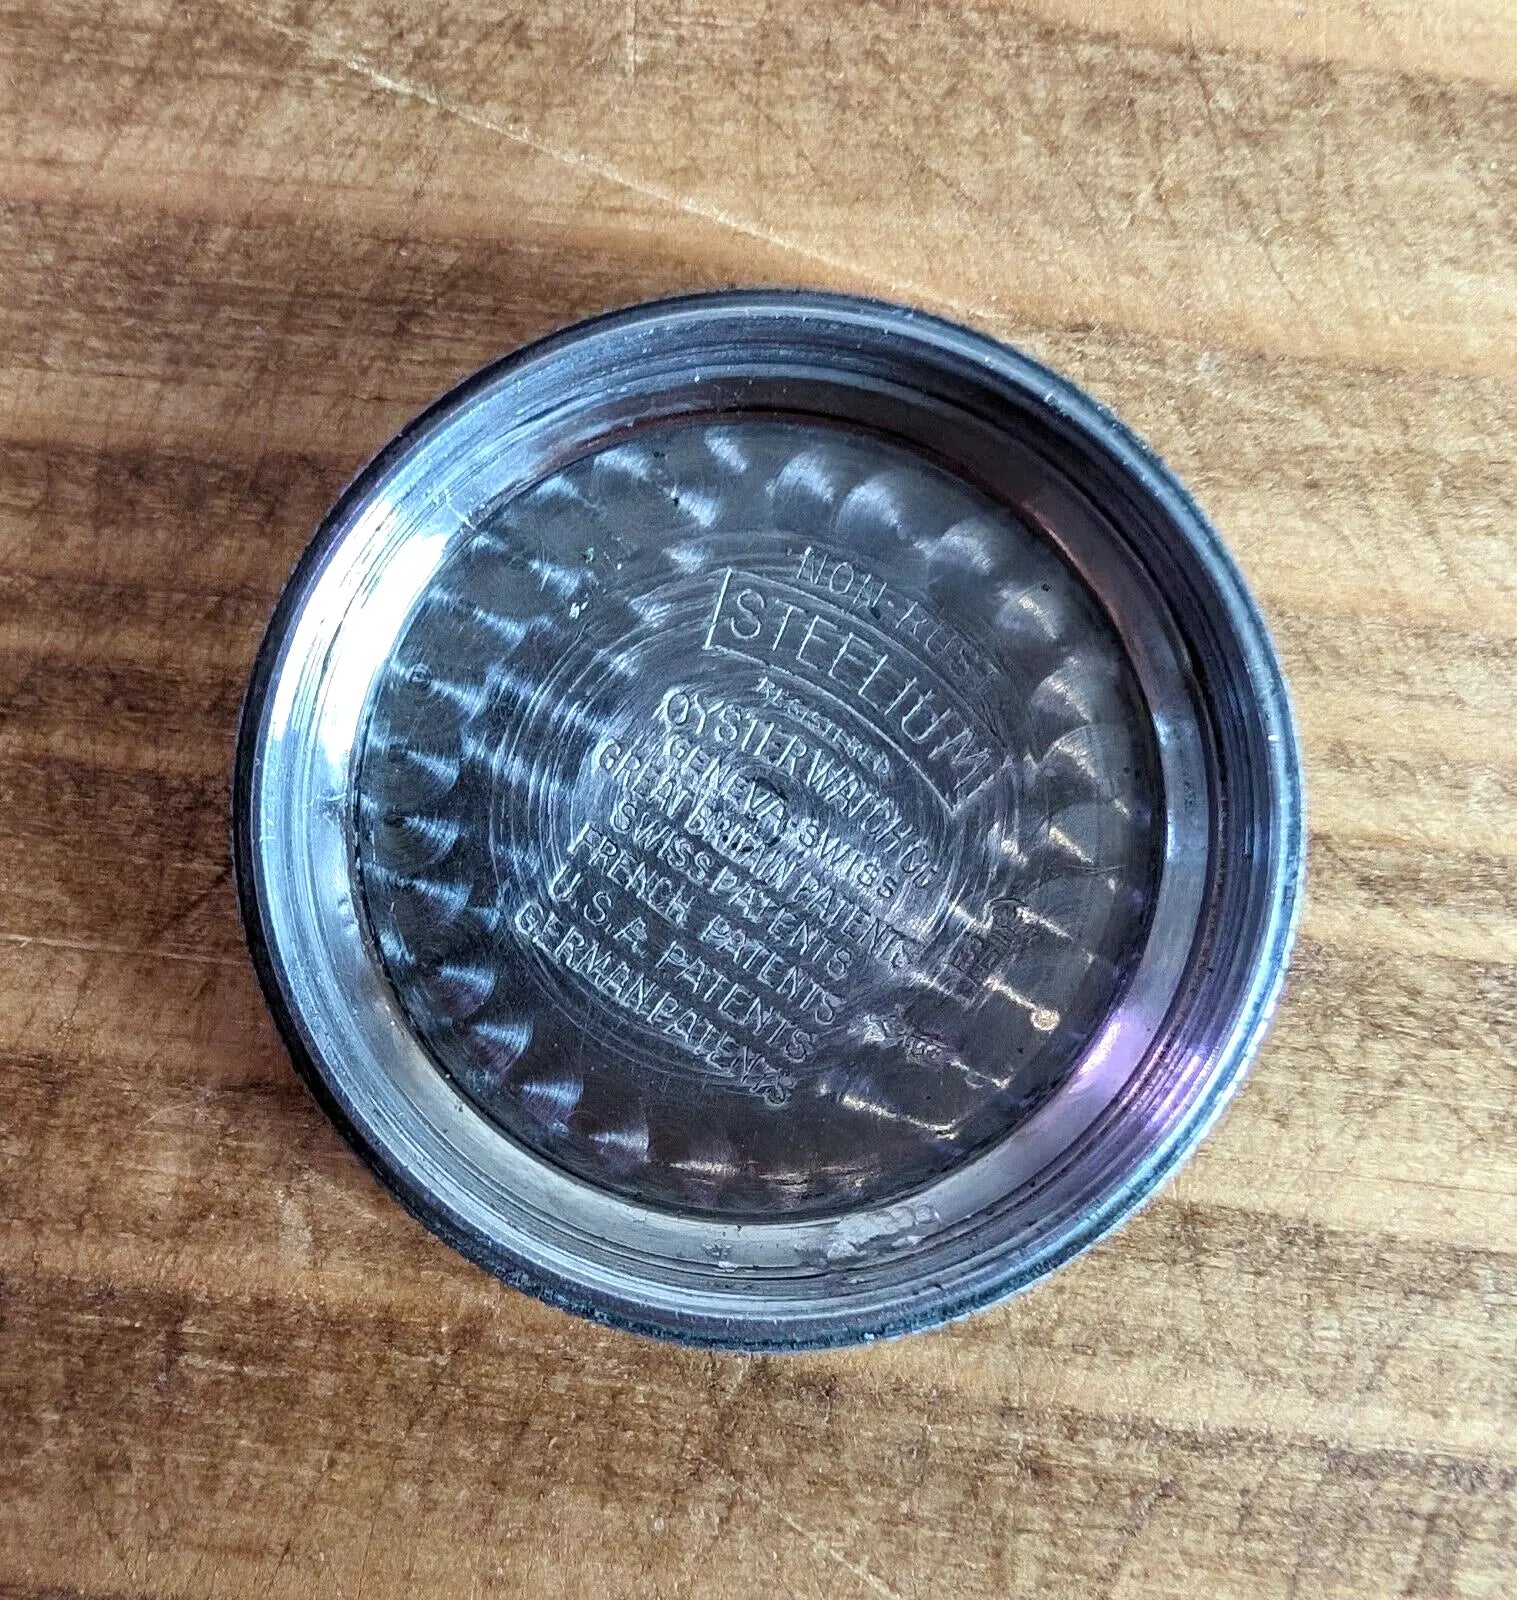 NON-RUST
STEELIUM
REGISTERED
OYSTER WATCH CO
GENEVA-SWISS
GREAT BRITAIN PATENTS
SWISS PATENTS
FRENCH PATENTS
U.S.A. PATENTS
GERMAN PATENTS